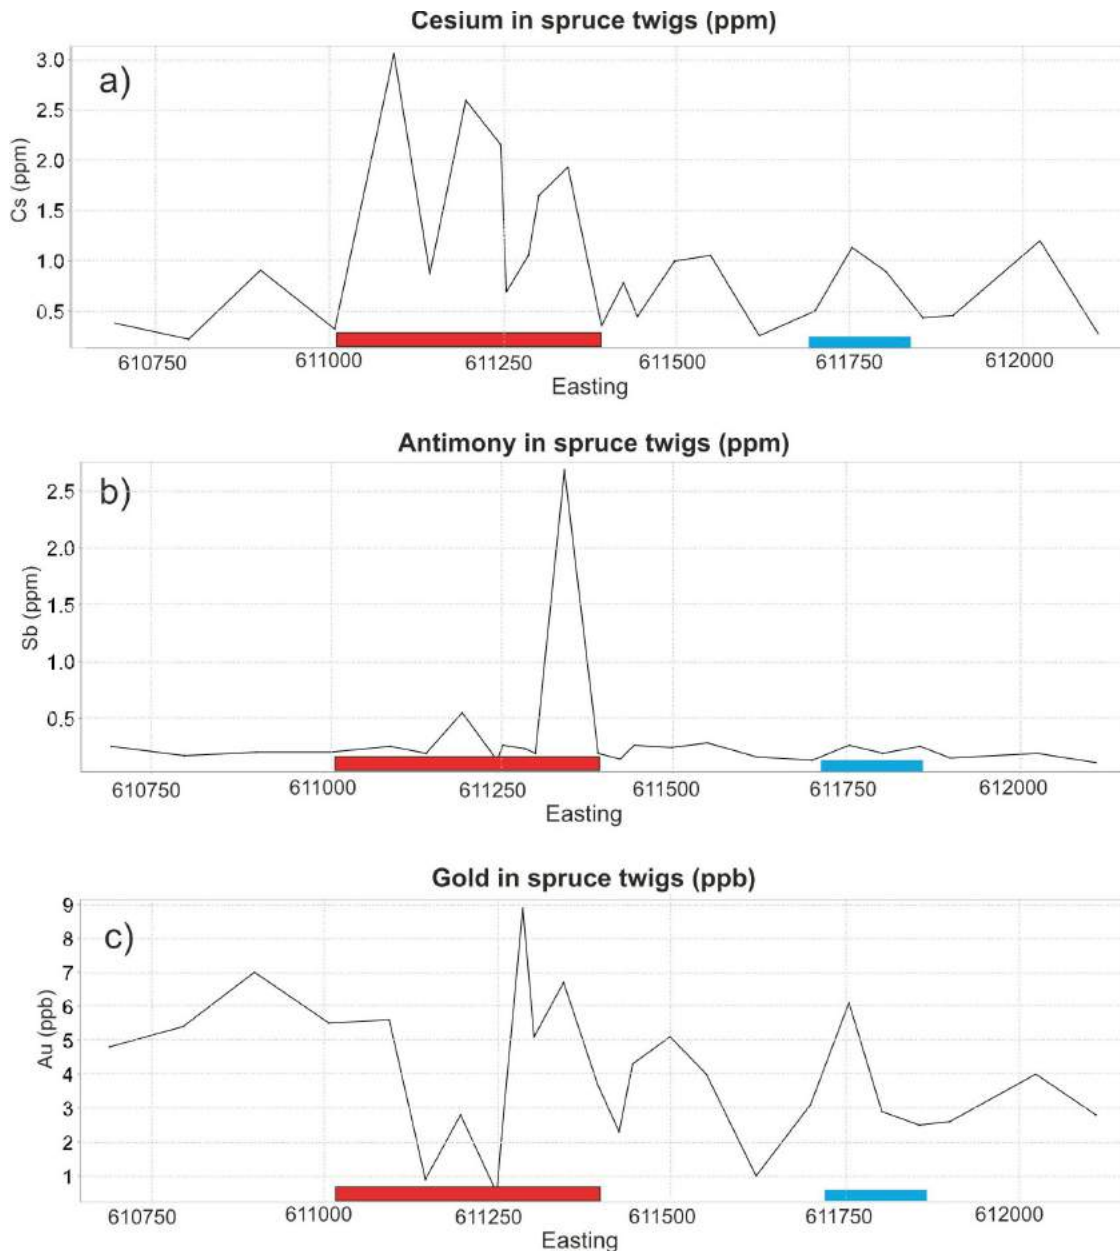 Cesium in spruce twigs (ppm)
a)
3.0
2.5
2.0
1.5
1.0
0.5
Cs (ppm)
610750 611000 611250 611500 611750 612000
Easting
Antimony in spruce twigs (ppm)
b)
2.5
2.0
1.5
1.0
0.5
Sb (ppm)
610750 611000 611250 611500 611750 612000
Easting
Gold in spruce twigs (ppb)
c)
9
8
7
6
5
4
3
2
1
Au (ppb)
610750 611000 611250 611500 611750 612000
Easting